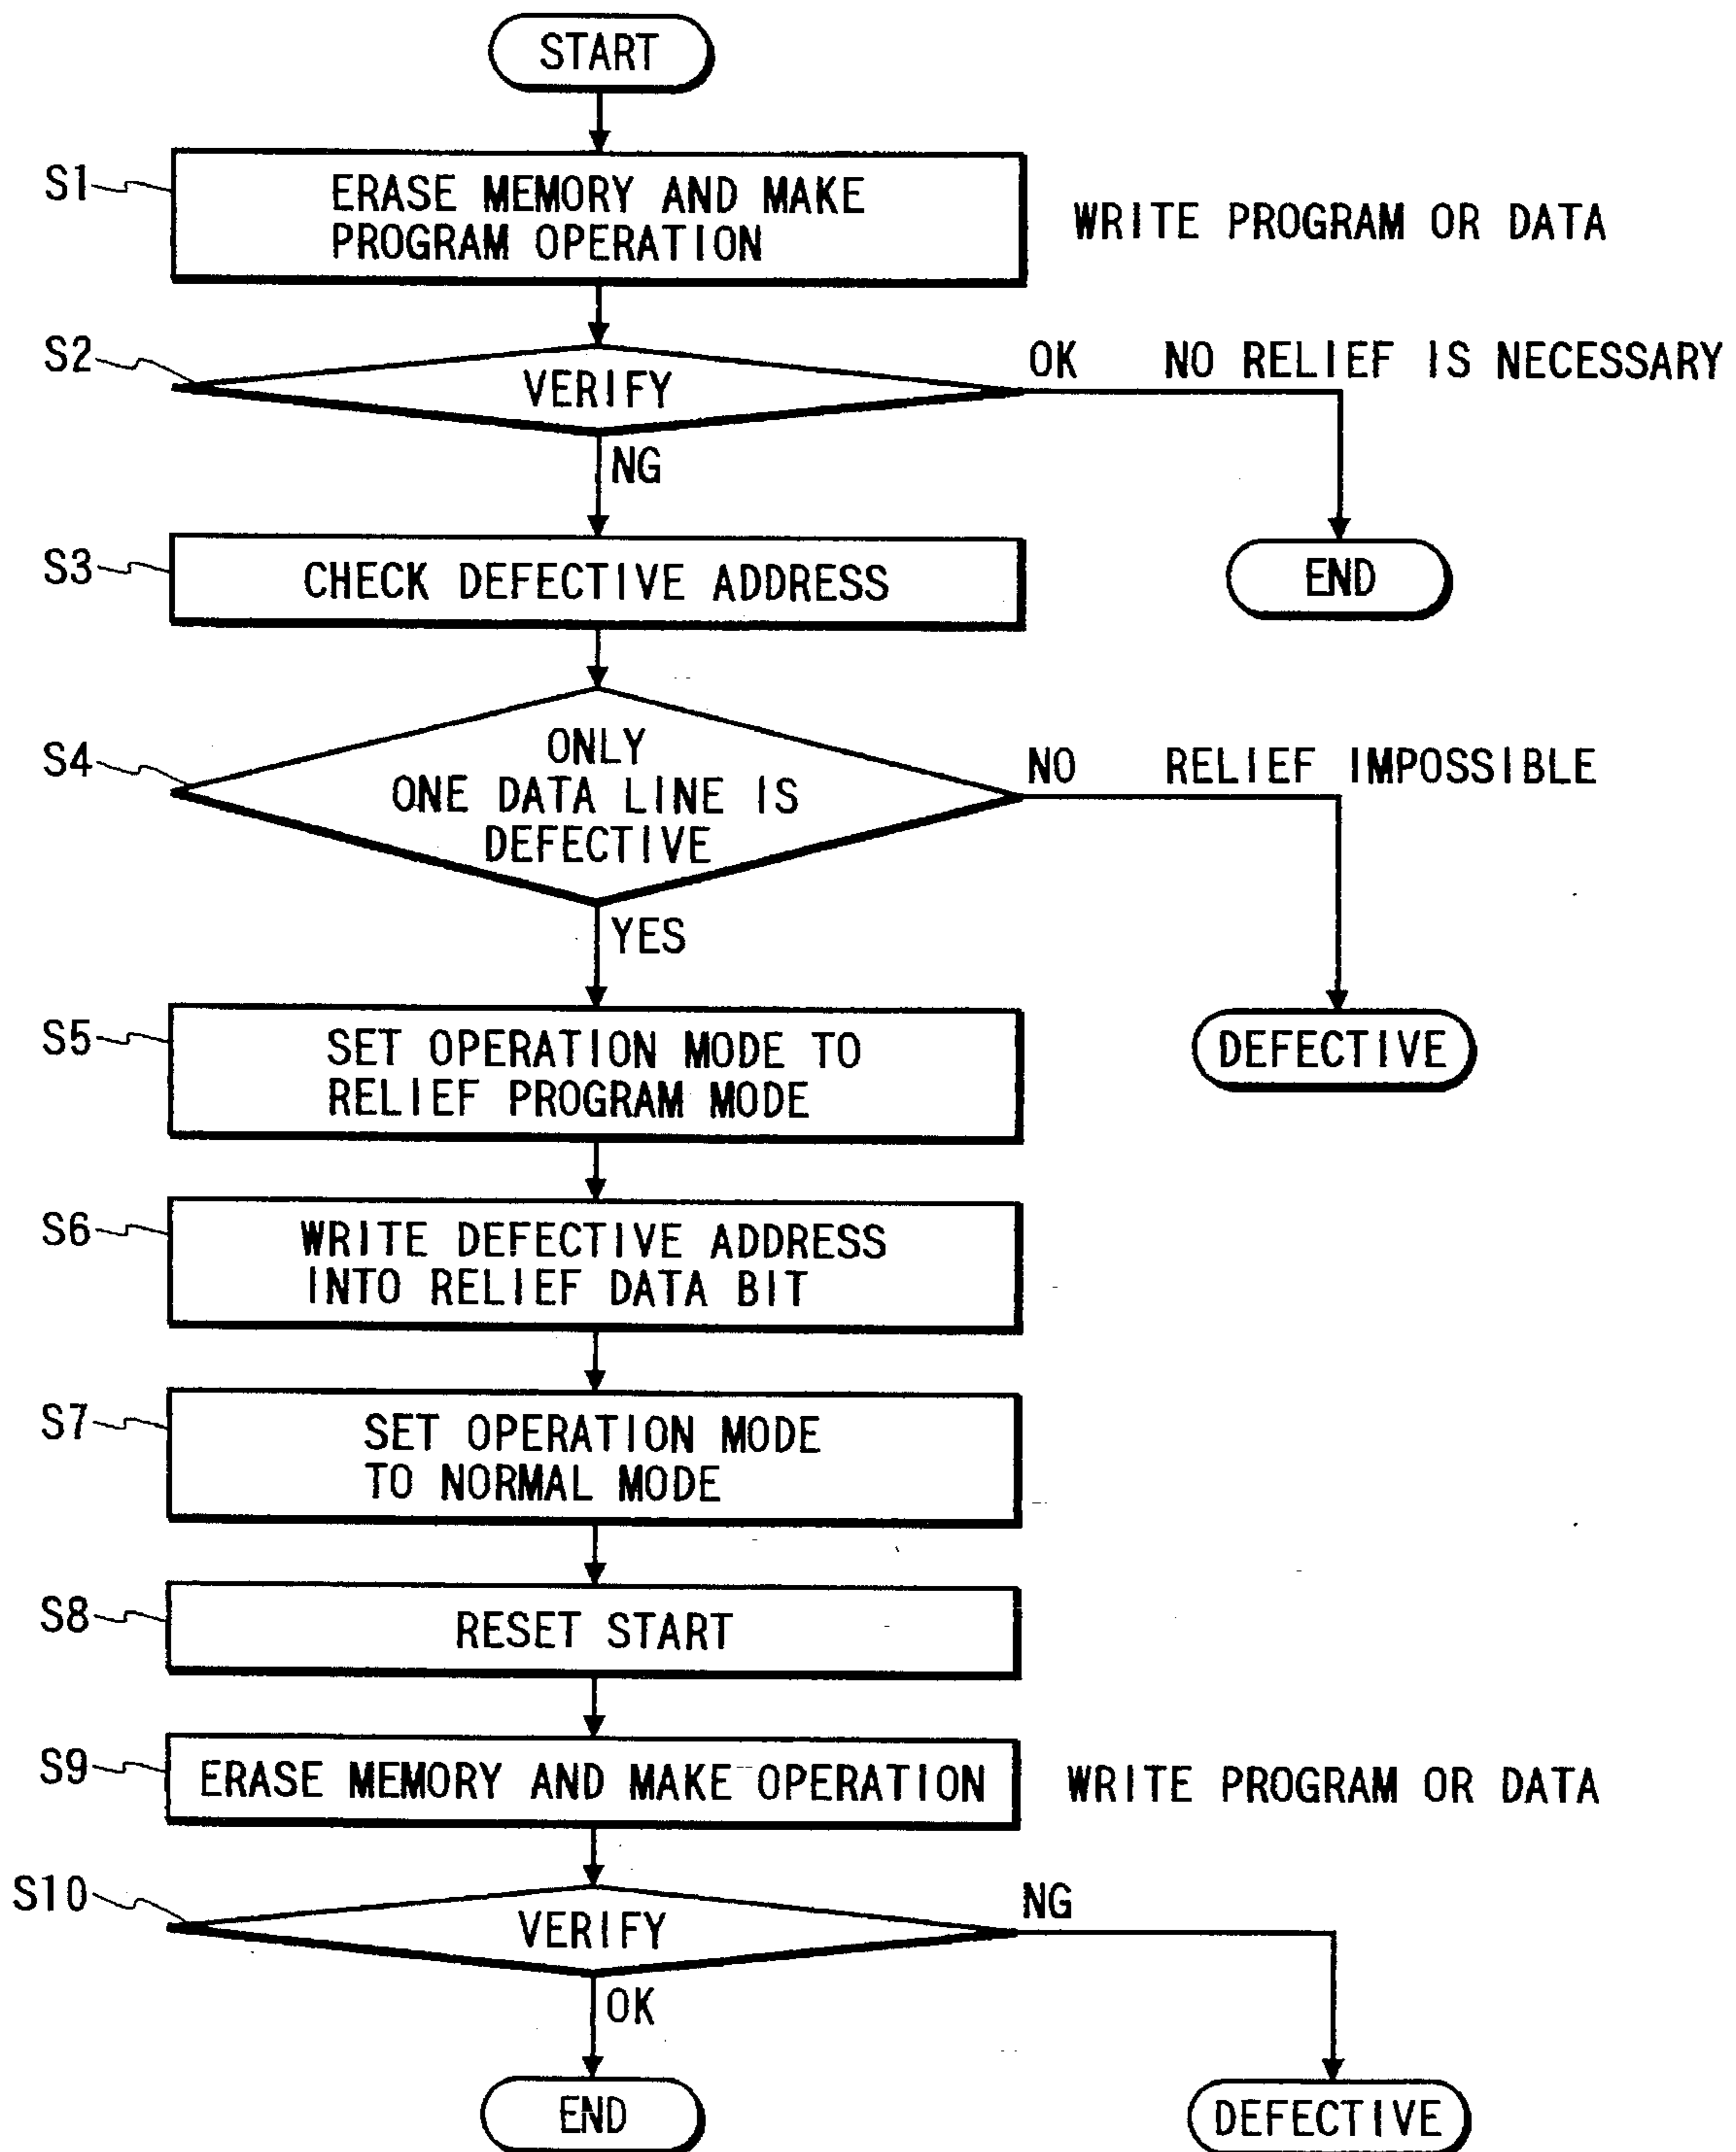 START
S1
ERASE MEMORY AND MAKE
PROGRAM OPERATION
WRITE PROGRAM OR DATA
S2
VERIFY
OK NO RELIEF IS NECESSARY
NG
S3
CHECK DEFECTIVE ADDRESS
END
S4
ONLY
ONE DATA LINE IS
DEFECTIVE
NO RELIEF IMPOSSIBLE
YES
S5
SET OPERATION MODE TO
RELIEF PROGRAM MODE
DEFECTIVE
S6
WRITE DEFECTIVE ADDRESS
INTO RELIEF DATA BIT
S7
SET OPERATION MODE
TO NORMAL MODE
S8
RESET START
S9
ERASE MEMORY AND MAKE OPERATION
WRITE PROGRAM OR DATA
S10
VERIFY
NG
OK
END
DEFECTIVE